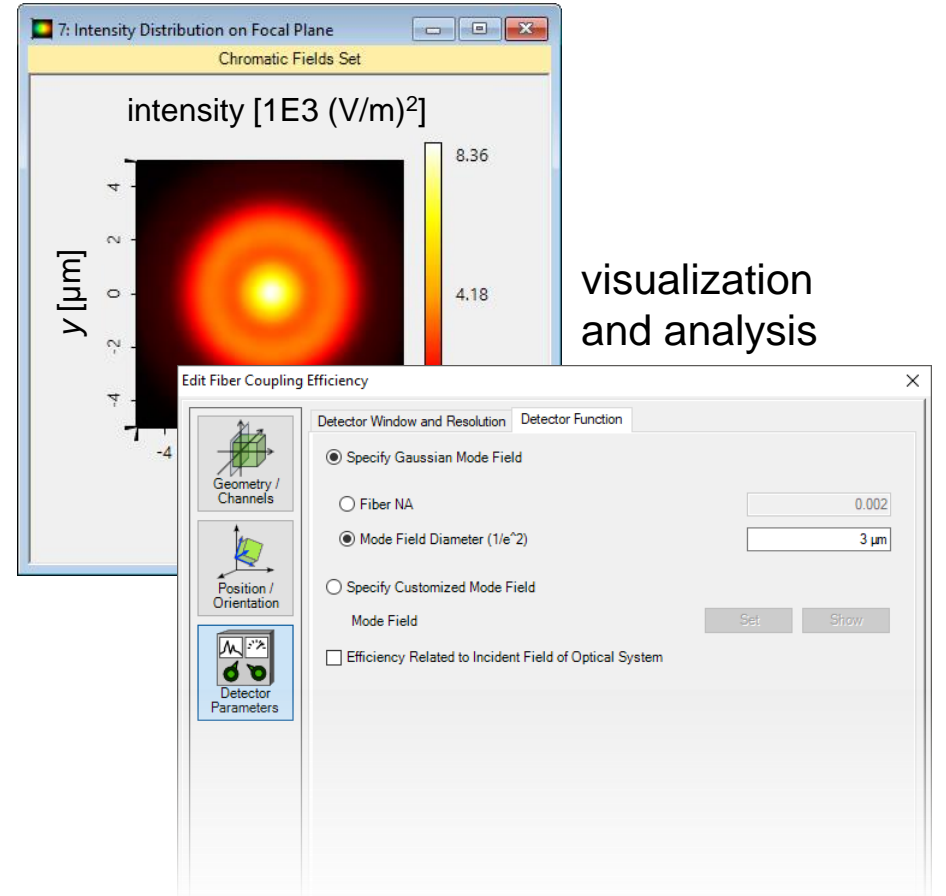 7: Intensity Distribution on Focal Plane
Chromatic Fields Set
intensity [1E3 (V/m)²]
8.36
4.18
4
2
0
-2
-4
y [µm]
-4
visualization
and analysis
Edit Fiber Coupling Efficiency
Geometry /
Channels
Position /
Orientation
Detector
Parameters
Detector Window and Resolution
Detector Function
Specify Gaussian Mode Field
Fiber NA
0.002
Mode Field Diameter (1/e^2)
3 µm
Specify Customized Mode Field
Mode Field
Set
Show
Efficiency Related to Incident Field of Optical System